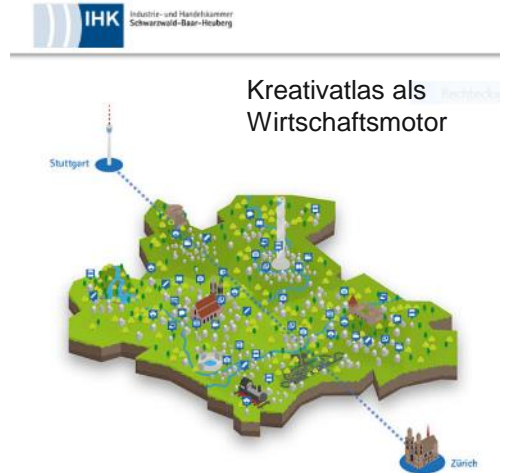 IHK
Industrie- und Handelskammer
Schwarzwald-Baar-Heuberg
Kreativatlas als
Wirtschaftsmotor
Stuttgart
Zürich